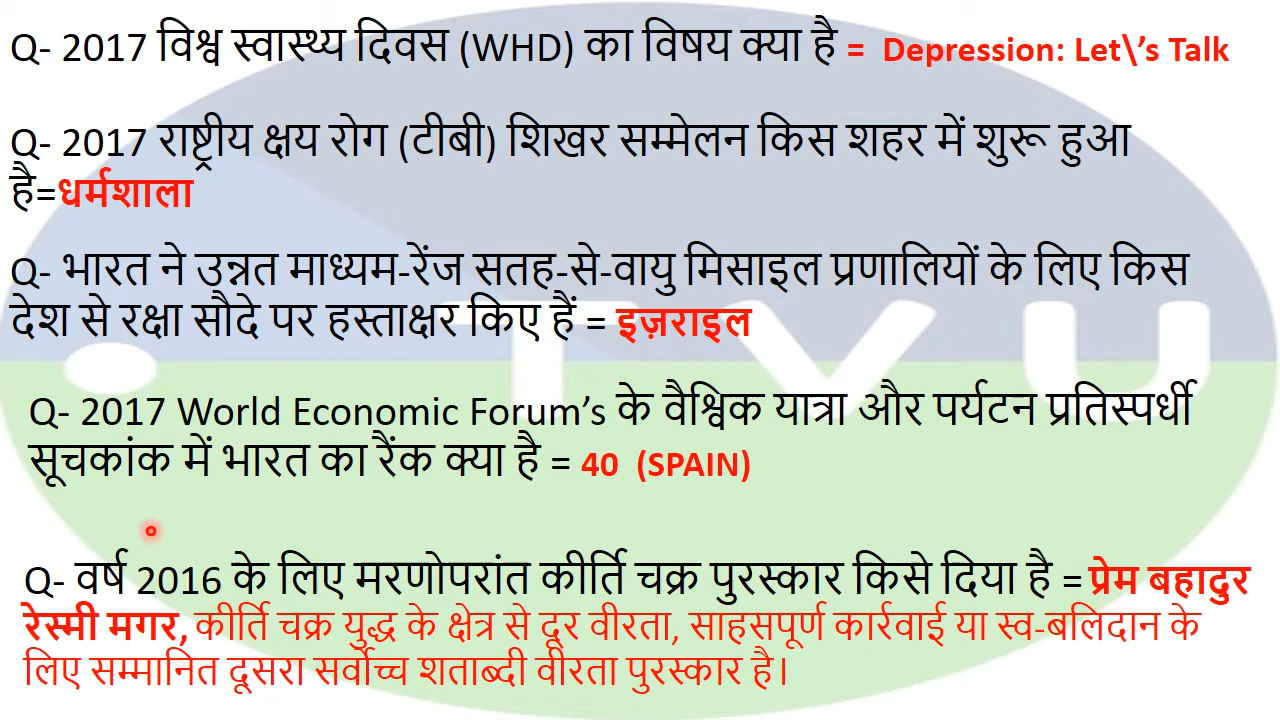 Q- 2017 विश्व स्वास्थ्य दिवस (WHD) का विषय क्या है = Depression: Let\’s Talk
Q- 2017 राष्ट्रीय क्षय रोग (टीबी) शिखर सम्मेलन किस शहर में शुरू हुआ
है=धर्मशाला
Q- भारत ने उन्नत माध्यम-रेंज सतह-से-वायु मिसाइल प्रणालियों के लिए किस
देश से रक्षा सौदे पर हस्ताक्षर किए हैं = इज़राइल
Q- 2017 World Economic Forum’s के वैश्विक यात्रा और पर्यटन प्रतिस्पर्धी
सूचकांक में भारत का रैंक क्या है = 40 (SPAIN)
Q- वर्ष 2016 के लिए मरणोपरांत कीर्ति चक्र पुरस्कार किसे दिया है = प्रेम बहादुर
रेस्मी मगर, कीर्ति चक्र युद्ध के क्षेत्र से दूर वीरता, साहसपूर्ण कार्रवाई या स्व-बलिदान के
लिए सम्मानित दूसरा सर्वोच्च शताब्दी वीरता पुरस्कार है।
iTVU